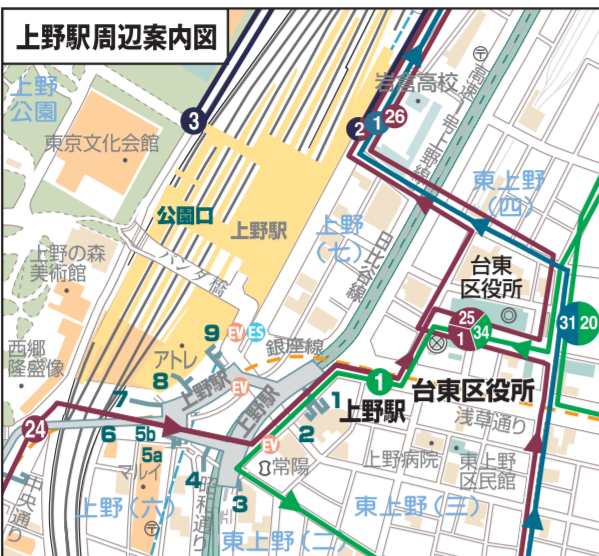 上野駅周辺案内図
上野
公園
東京文化会館
3
公園口
上野駅
パンダ橋
上野の森
美術館
西郷
隆盛像
アトレ
9
8
7
6
5b
5a
4
3
2
1
EV
ES
EV
EV
上野駅
上野駅
銀座線
日比谷線
上野
(七)
岩倉高校
高速1号上野線
2
1
26
東上野
(四)
台東
区役所
25
1
34
31
20
1
上野駅
台東区役所
浅草通り
上野病院
東上野
区民館
常陽
東上野(三)
東上野(二)
昭和通り
マルイ
上野(六)
中央通り
24